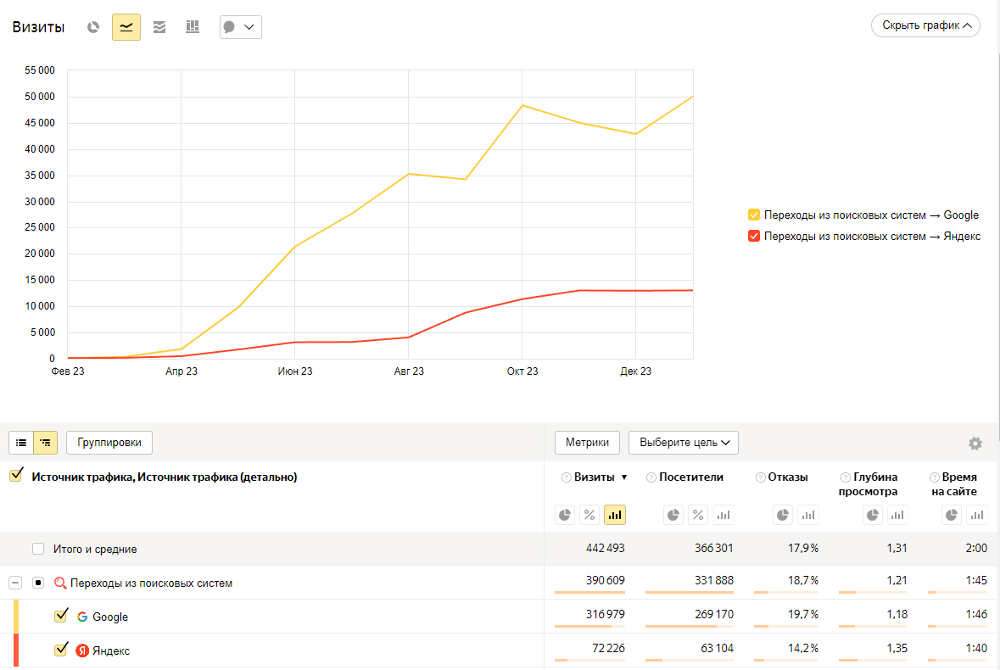 Визиты
Скрыть график
55 000
50 000
45 000
40 000
35 000
30 000
25 000
20 000
15 000
10 000
5 000
0
Фев 23 Апр 23 Июн 23 Авг 23 Окт 23 Дек 23
Переходы из поисковых систем → Google
Переходы из поисковых систем → Яндекс
Группировки Метрики Выберите цель
Источник трафика, Источник трафика (детально) ? Визиты ▼ ? Посетители ? Отказы ? Глубина просмотра ? Время на сайте
%  %
Итого и средние 442 493 366 301 17,9 % 1,31 2:00
Переходы из поисковых систем 390 609 331 888 18,7 % 1,21 1:45
G Google 316 979 269 170 19,7 % 1,18 1:46
Я Яндекс 72 226 63 104 14,2 % 1,35 1:40